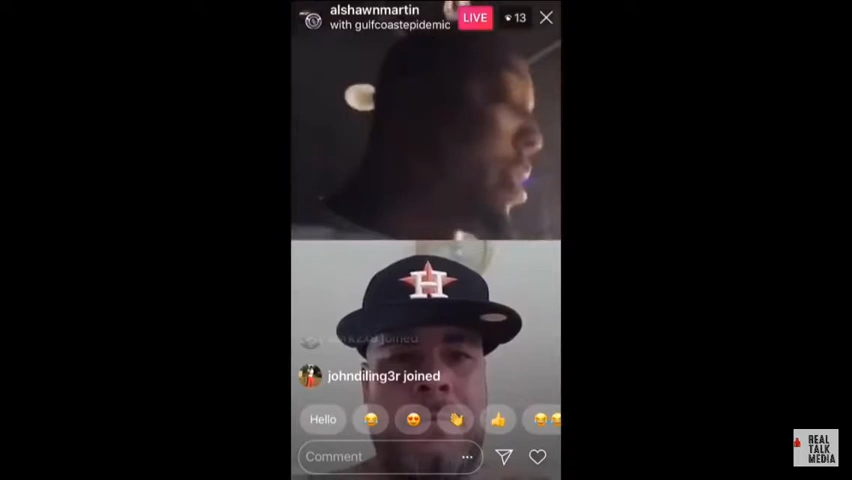 alshawnmartin
with gulfcoastepidemic
LIVE
13
H
johndiling3r joined
Hello
Comment
REAL
TALK
MEDIA